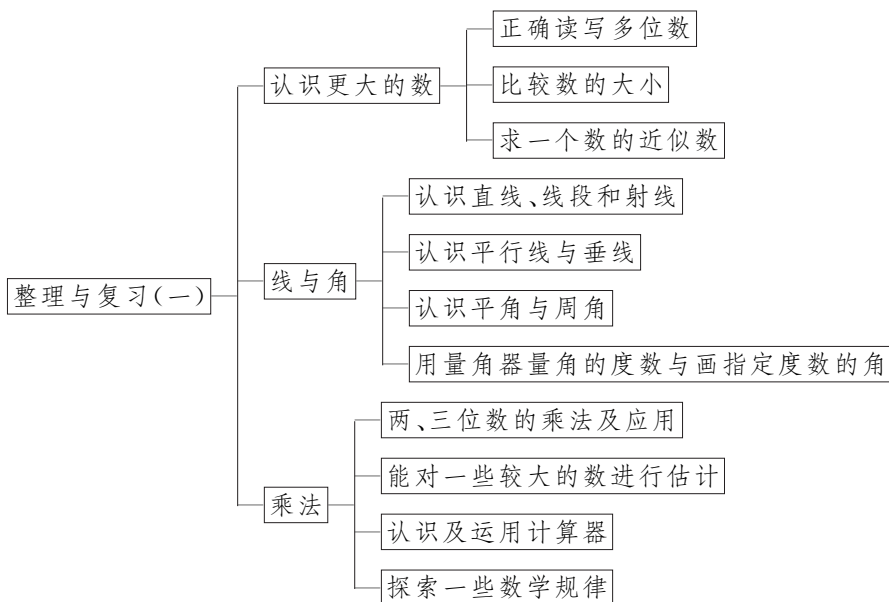 整理与复习(一)
认识更大的数
正确读写多位数
比较数的大小
求一个数的近似数
线与角
认识直线、线段和射线
认识平行线与垂线
认识平角与周角
用量角器量角的度数与画指定度数的角
乘法
两、三位数的乘法及应用
能对一些较大的数进行估计
认识及运用计算器
探索一些数学规律